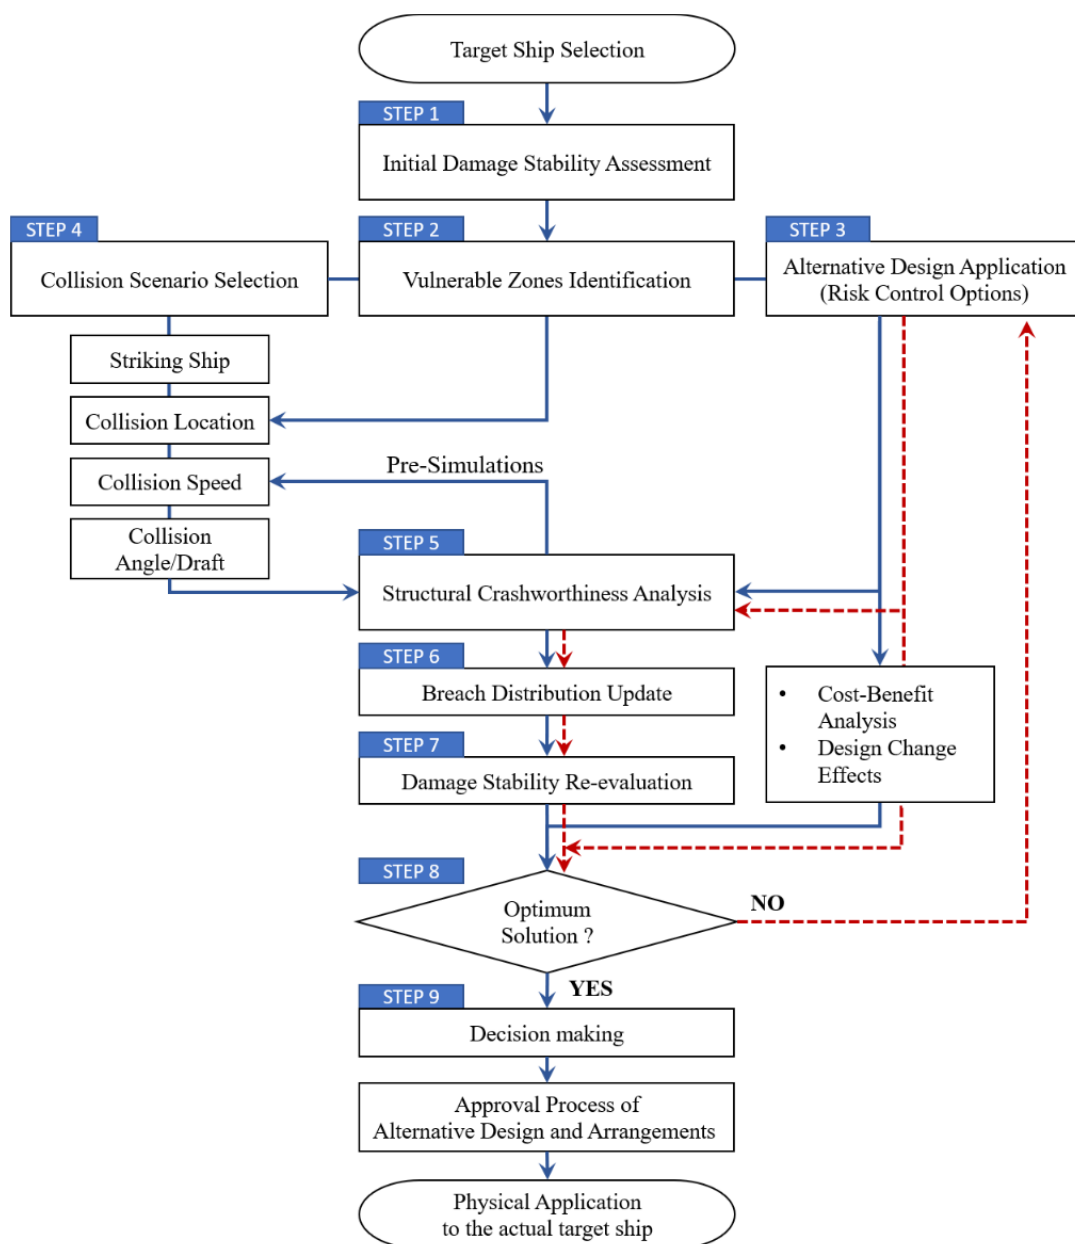 Target Ship Selection
STEP 1
Initial Damage Stability Assessment
STEP 4
Collision Scenario Selection
STEP 2
Vulnerable Zones Identification
STEP 3
Alternative Design Application
(Risk Control Options)
Striking Ship
Collision Location
Collision Speed
Collision
Angle/Draft
Pre-Simulations
STEP 5
Structural Crashworthiness Analysis
STEP 6
Breach Distribution Update
STEP 7
Damage Stability Re-evaluation
• Cost-Benefit
Analysis
• Design Change
Effects
STEP 8
Optimum
Solution ?
NO
YES
STEP 9
Decision making
Approval Process of
Alternative Design and Arrangements
Physical Application
to the actual target ship